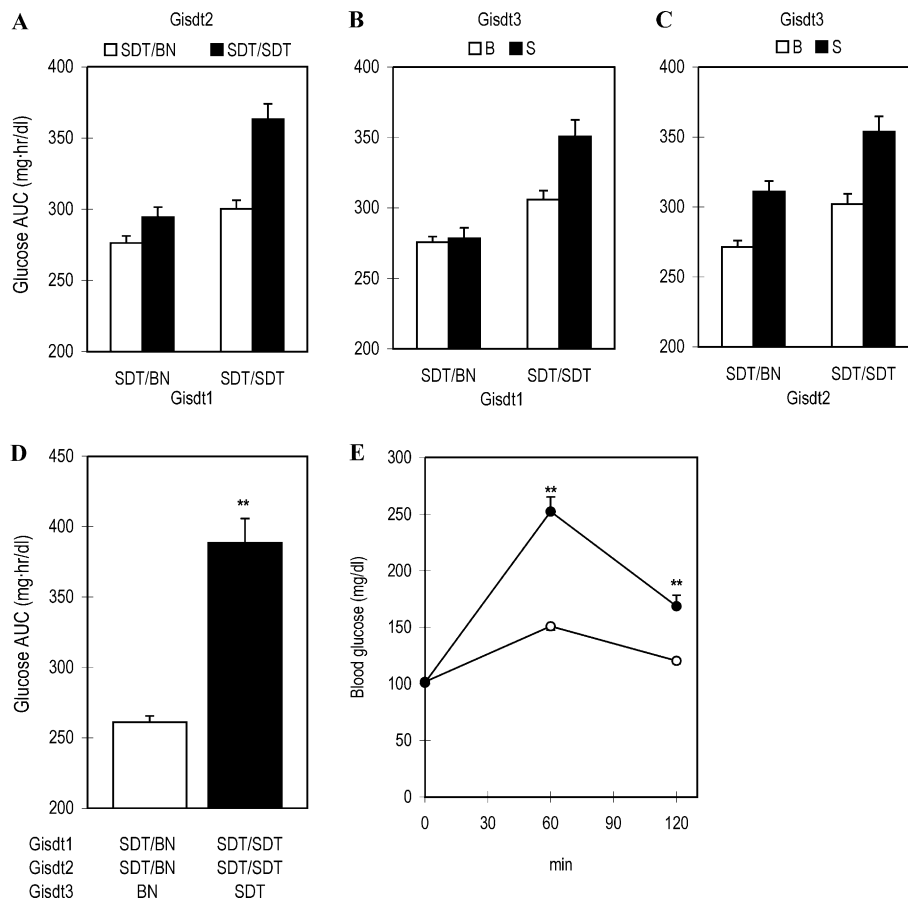 A
Gisdt2
SDT/BN SDT/SDT
Glucose AUC (mg·hr/dl)
400
350
300
250
200
SDT/BN SDT/SDT
Gisdt1
B
Gisdt3
B S
400
350
300
250
200
SDT/BN SDT/SDT
Gisdt1
C
Gisdt3
B S
400
350
300
250
200
SDT/BN SDT/SDT
Gisdt2
D
Glucose AUC (mg·hr/dl)
450
400
350
300
250
200
**
Gisdt1 SDT/BN SDT/SDT
Gisdt2 SDT/BN SDT/SDT
Gisdt3 BN SDT
E
Blood glucose (mg/dl)
300
250
200
150
100
50
0
**
**
0 30 60 90 120
min